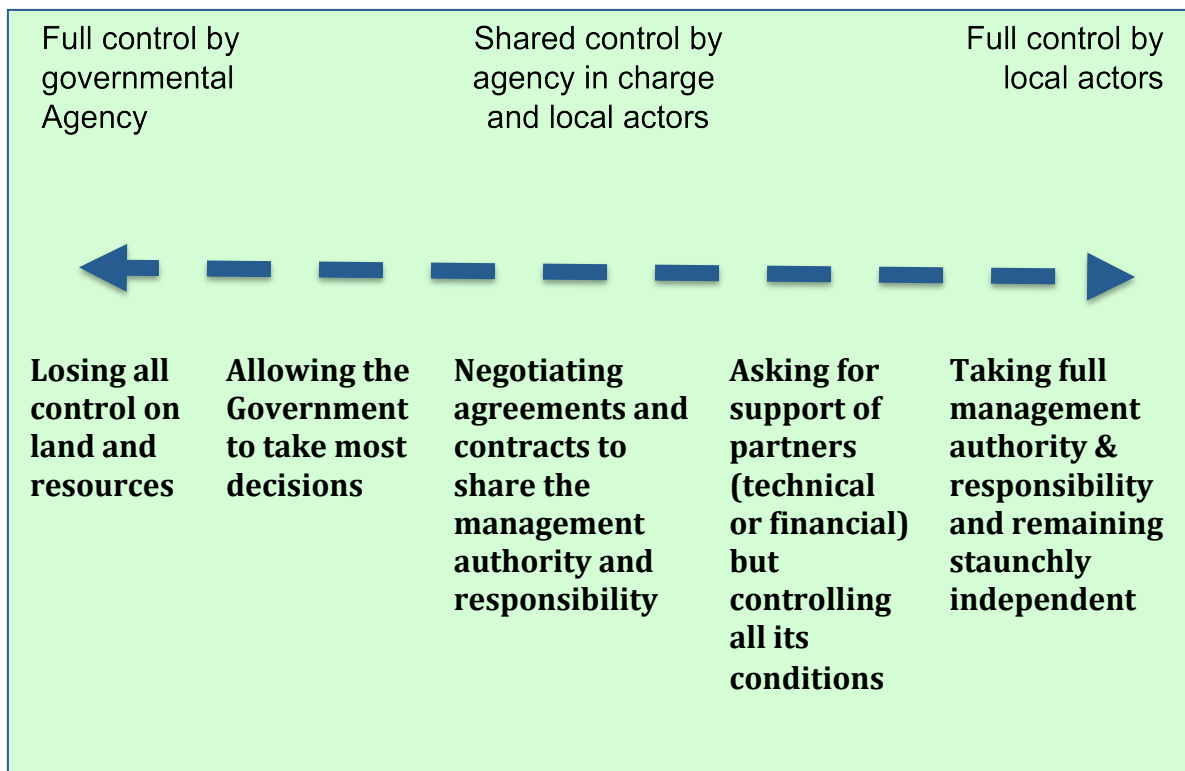 Full control by
governmental
Agency
Shared control by
agency in charge
and local actors
Full control by
local actors
Losing all
control on
land and
resources
Allowing the
Government
to take most
decisions
Negotiating
agreements and
contracts to
share the
management
authority and
responsibility
Asking for
support of
partners
(technical
or financial)
but
controlling
all its
conditions
Taking full
management
authority &
responsibility
and remaining
staunchly
independent